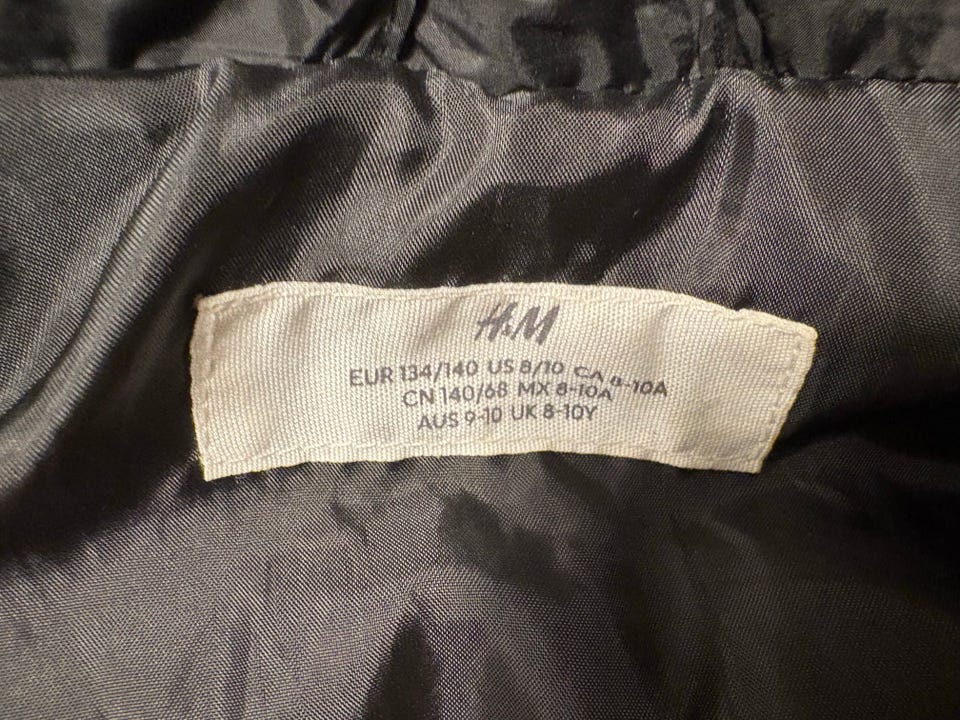 H&M
EUR 134/140 US 8/10 CA 8-10A
CN 140/68 MX 8-10A
AUS 9-10 UK 8-10Y